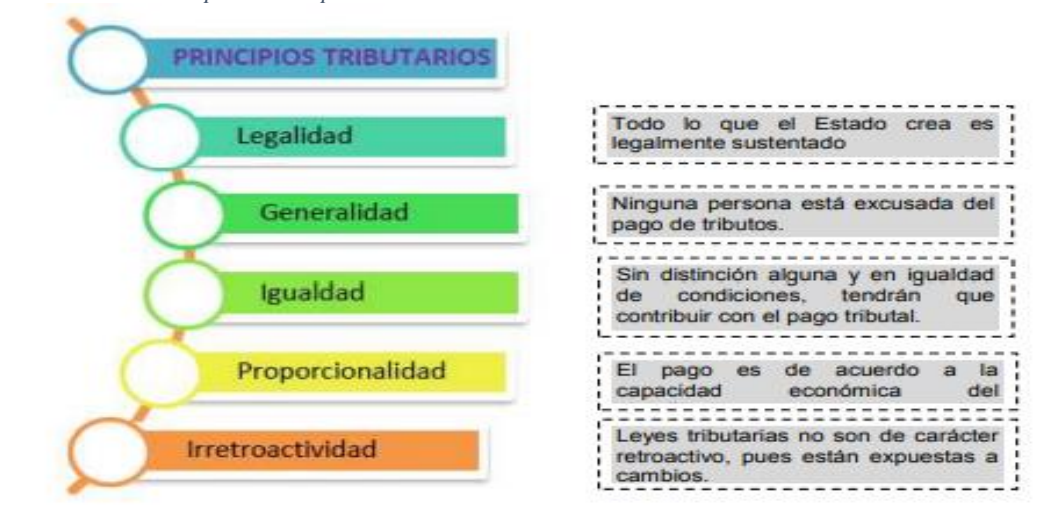 PRINCIPIOS TRIBUTARIOS
Legalidad
Todo lo que el Estado crea es
legalmente sustentado
Generalidad
Ninguna persona está excusada del
pago de tributos.
Igualdad
Sin distinción alguna y en igualdad
de condiciones, tendrán que
contribuir con el pago tributal.
Proporcionalidad
El pago es de acuerdo a la
capacidad económica del
Irretroactividad
Leyes tributarias no son de carácter
retroactivo, pues están expuestas a
cambios.